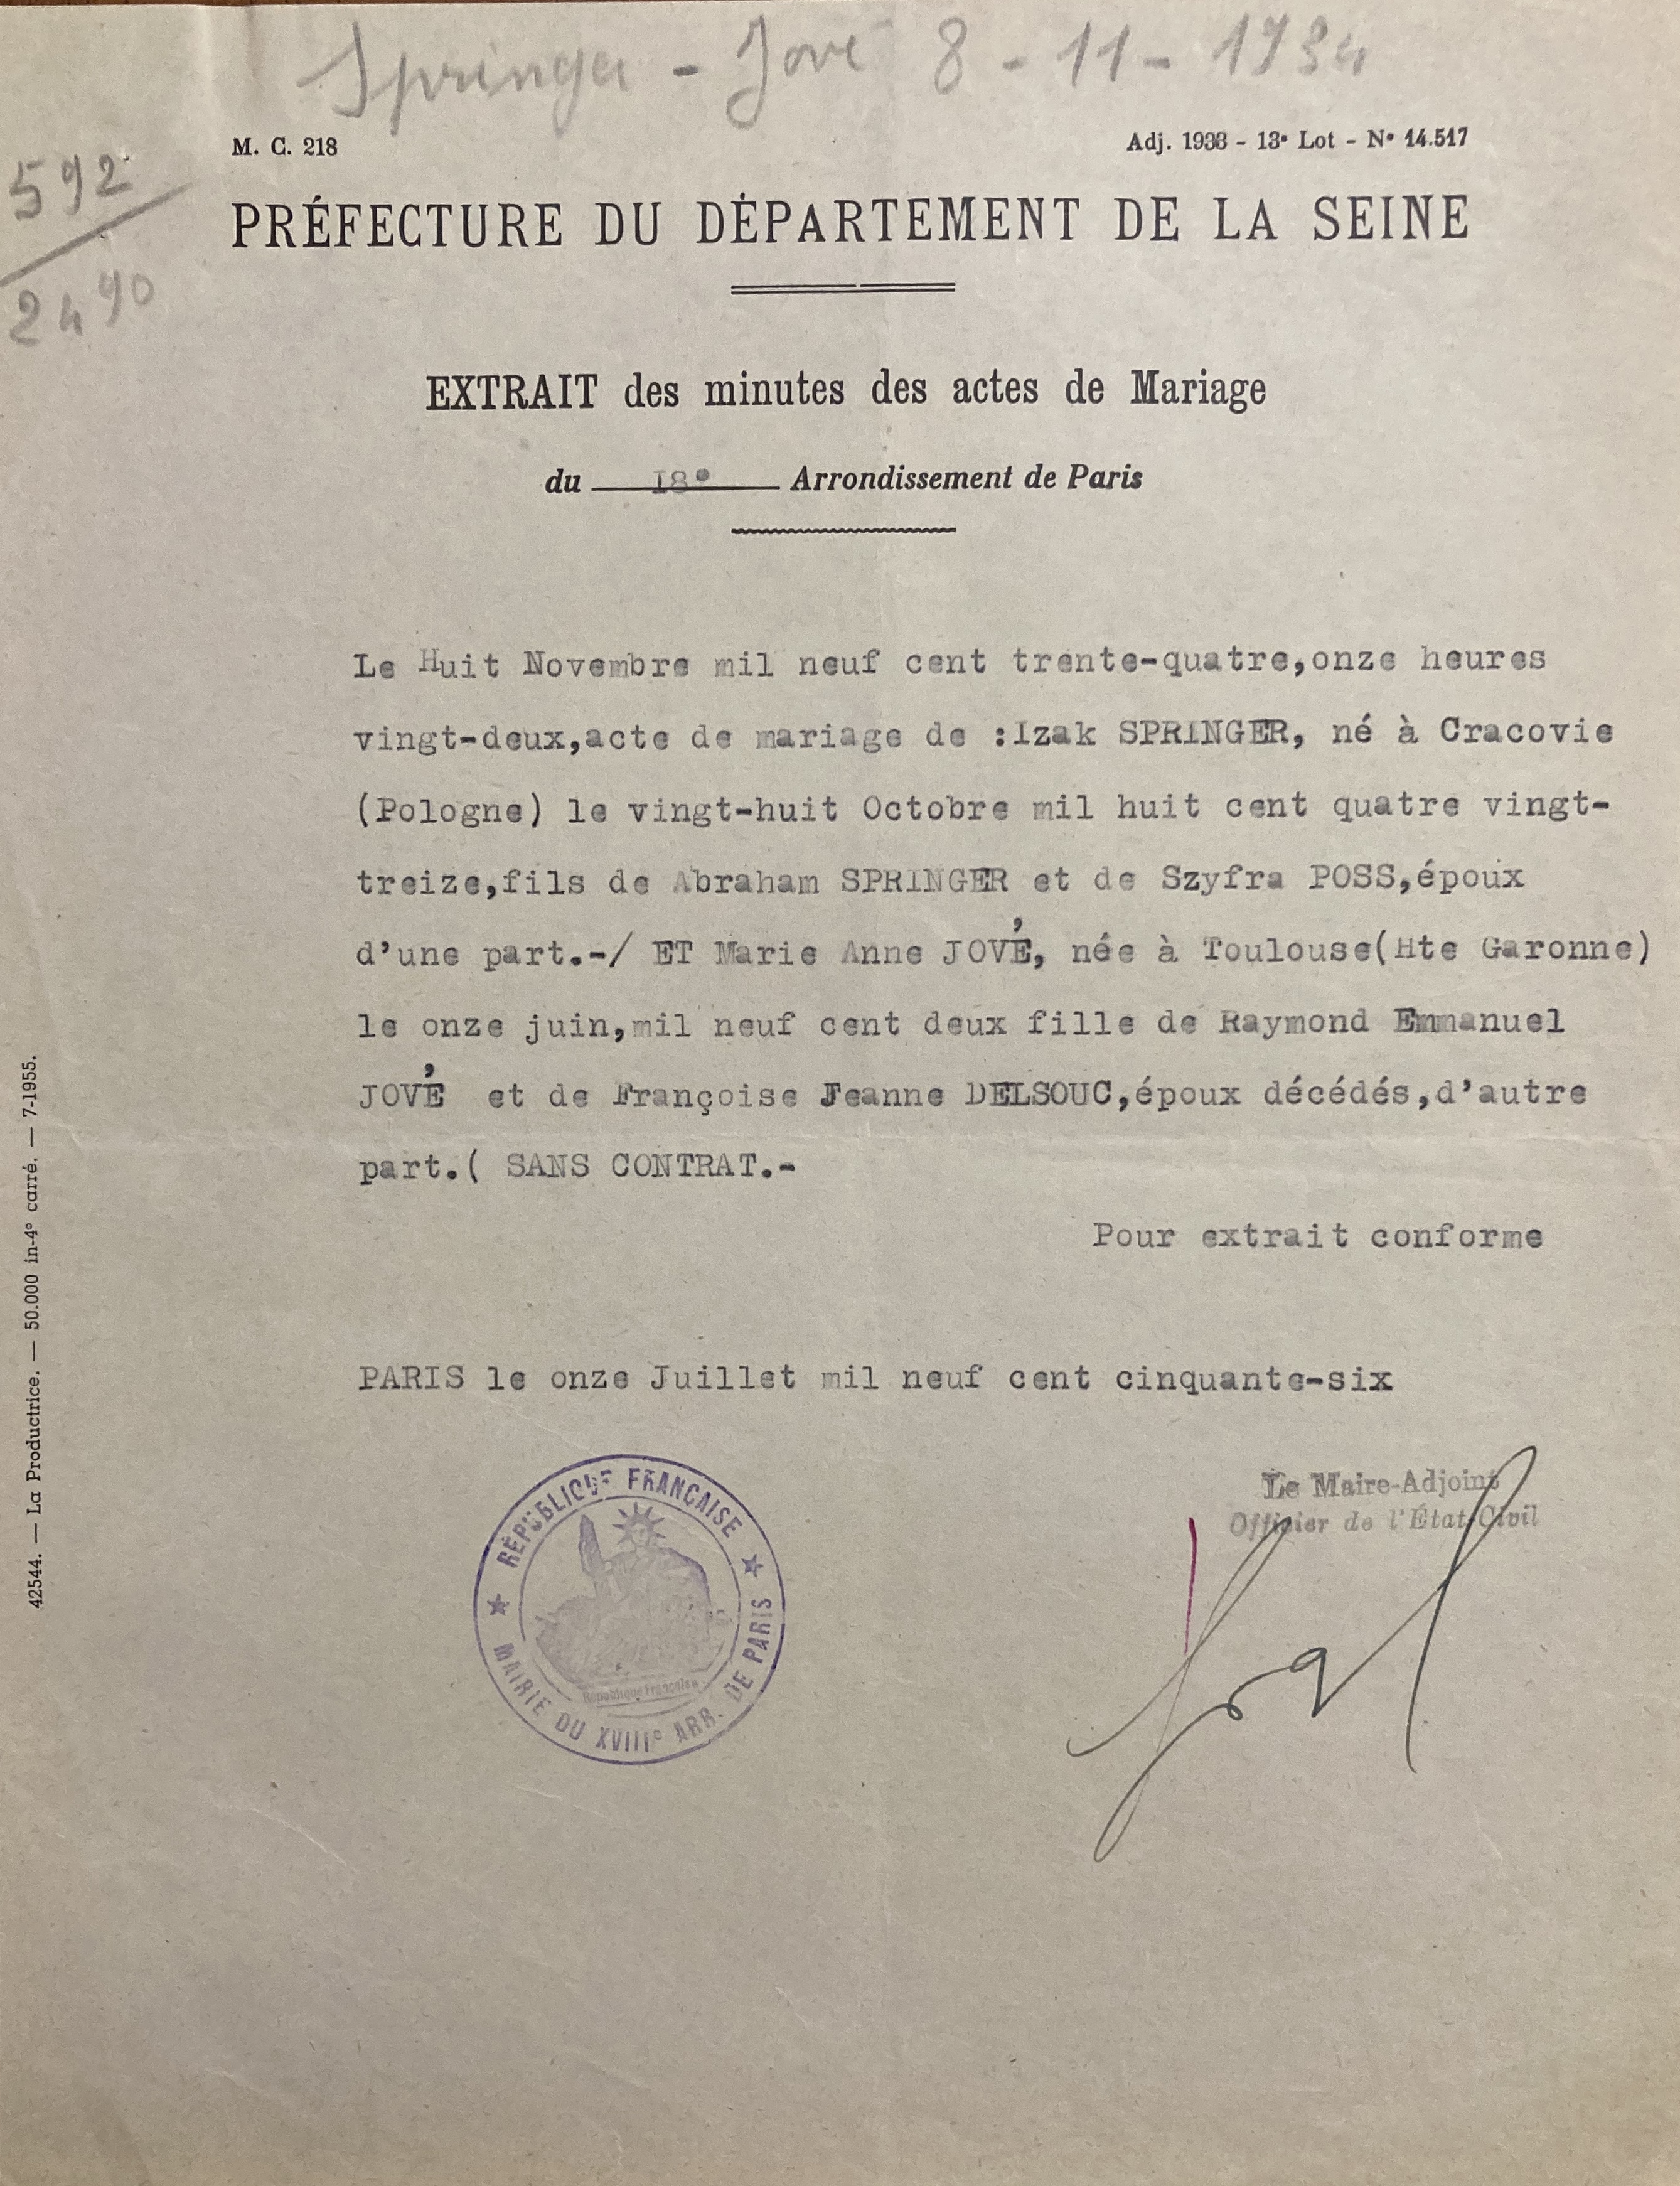 Springer - Jové 8 - 11 - 1934
M. C. 218
Adj. 1938 - 13e Lot - N° 14.517
592
2490
PRÉFECTURE DU DÉPARTEMENT DE LA SEINE
EXTRAIT des minutes des actes de Mariage
du 18° Arrondissement de Paris
Le Huit Novembre mil neuf cent trente-quatre,onze heures
vingt-deux,acte de mariage de :Izak SPRINGER, né à Cracovie
(Pologne) le vingt-huit Octobre mil huit cent quatre vingt-
treize,fils de Abraham SPRINGER et de Szyfra POSS,époux
d'une part.-/ ET Marie Anne JOVÉ, née à Toulouse(Hte Garonne)
le onze juin,mil neuf cent deux fille de Raymond Emmanuel
JOVÉ et de Françoise Jeanne DELSOUC,époux décédés,d'autre
part.( SANS CONTRAT.-
Pour extrait conforme
PARIS le onze Juillet mil neuf cent cinquante-six
Le Maire-Adjoint
Officier de l'État-Civil
RÉPUBLIQUE FRANÇAISE
MAIRIE DU XVIIIe ARR. DE PARIS
République Française
42544. — La Productrice. — 50.000 in-4° carré. — 7-1955.